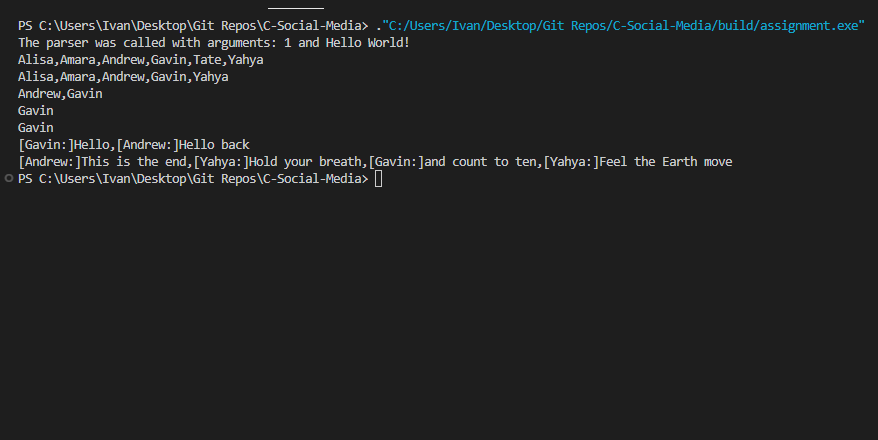 PS C:\Users\Ivan\Desktop\Git Repos\C-Social-Media> ."C:/Users/Ivan/Desktop/Git Repos/C-Social-Media/build/assignment.exe"
The parser was called with arguments: 1 and Hello World!
Alisa,Amara,Andrew,Gavin,Tate,Yahya
Alisa,Amara,Andrew,Gavin,Yahya
Andrew,Gavin
Gavin
Gavin
[Gavin:]Hello,[Andrew:]Hello back
[Andrew:]This is the end,[Yahya:]Hold your breath,[Gavin:]and count to ten,[Yahya:]Feel the Earth move
PS C:\Users\Ivan\Desktop\Git Repos\C-Social-Media>